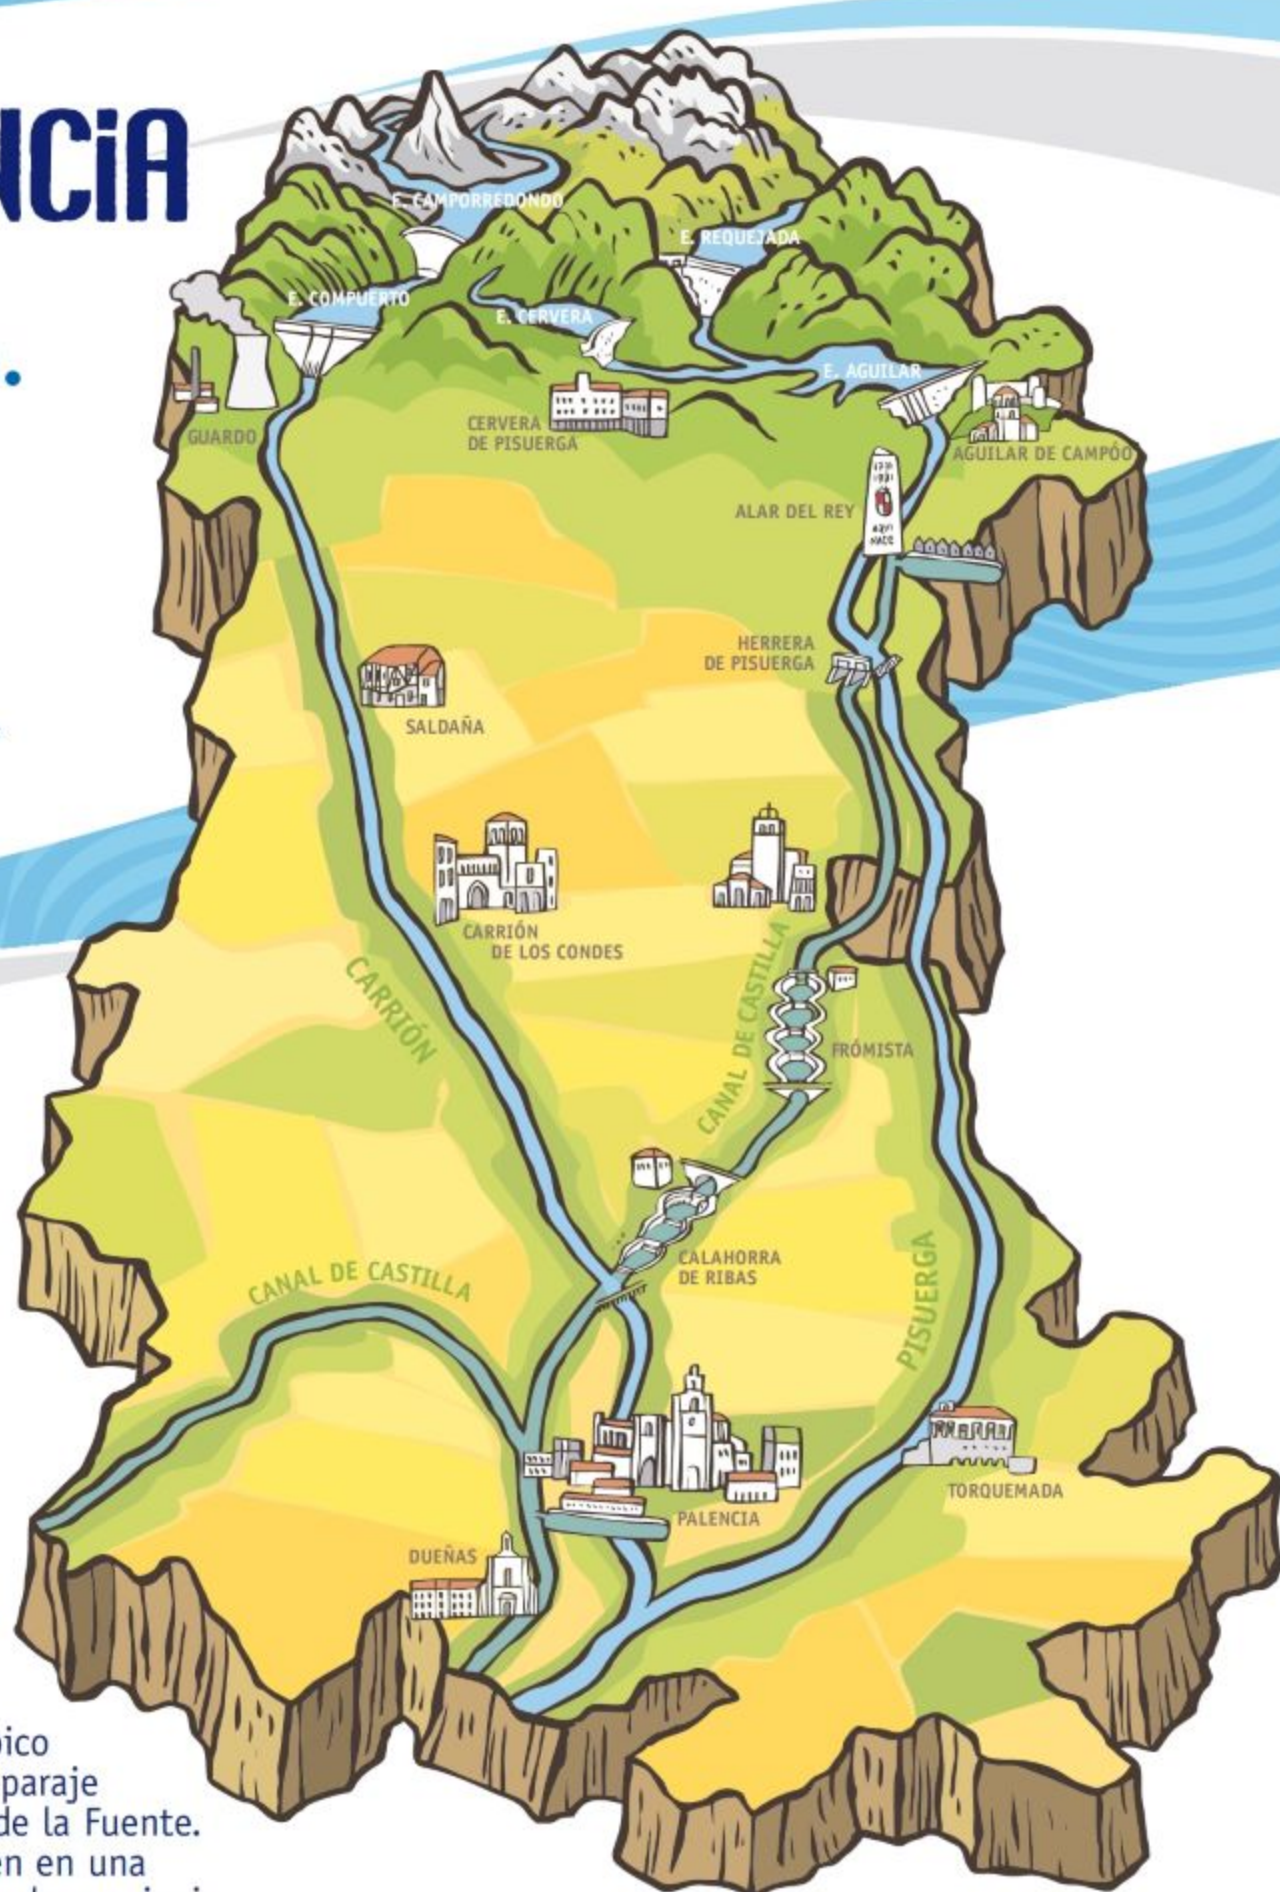 NCiA
E. CAMPORREDONDO
E. REQUEJADA
E. COMPUERTO
E. CERVERA
E. AGUILAR
GUARDO
CERVERA
DE PISUERGA
AGUILAR DE CAMPÓO
ALAR DEL REY
HERRERA
DE PISUERGA
SALDAÑA
CARRIÓN
DE LOS CONDES
CARRIÓN
CANAL DE CASTILLA
FRÓMISTA
CALAHORRA
DE RIBAS
CANAL DE CASTILLA
PISUERGA
TORQUEMADA
PALENCIA
DUEÑAS
paraje
de la Fuente.
en una